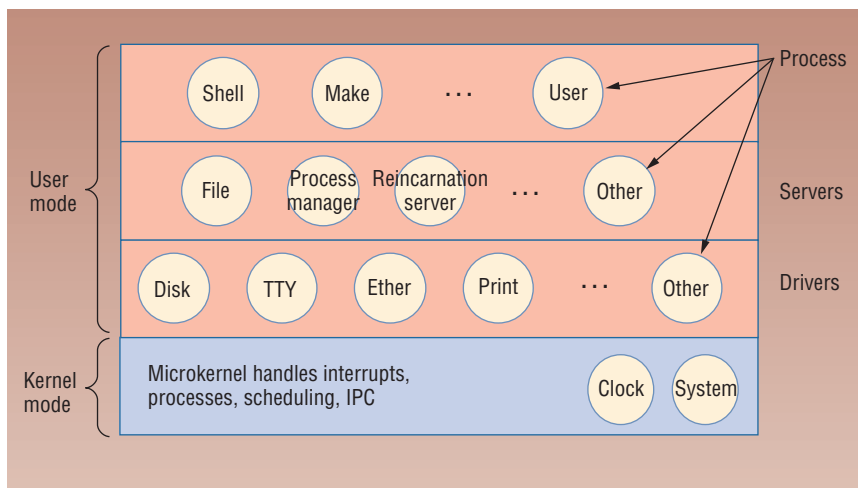 Shell
Make
...
User
Process
User
mode
File
Process
manager
Reincarnation
server
...
Other
Servers
Disk
TTY
Ether
Print
...
Other
Drivers
Kernel
mode
Microkernel handles interrupts,
processes, scheduling, IPC
Clock
System